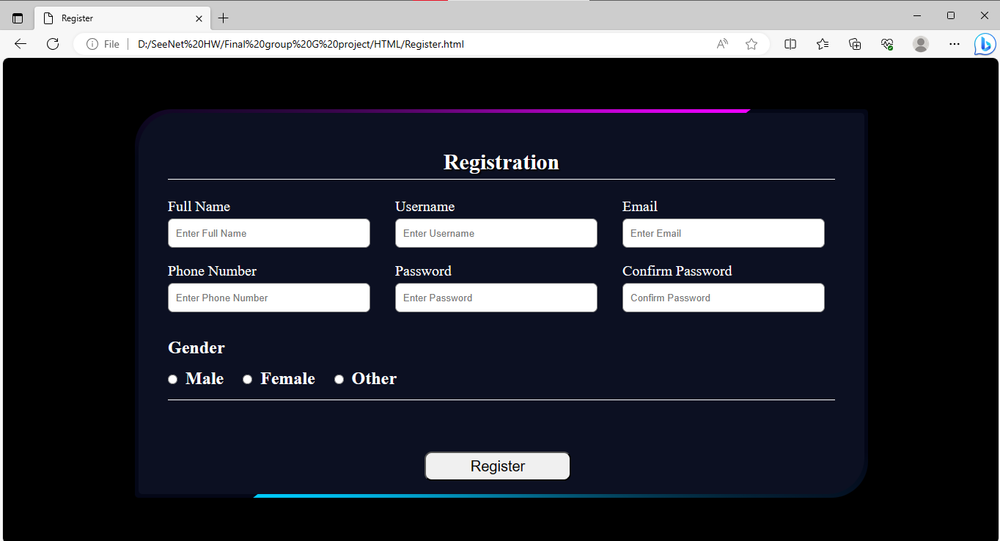 Register
File D:/SeeNet%20HW/Final%20group%20G%20project/HTML/Register.html
Registration
Full Name Username Email
Enter Full Name Enter Username Enter Email
Phone Number Password Confirm Password
Enter Phone Number Enter Password Confirm Password
Gender
Male Female Other
Register